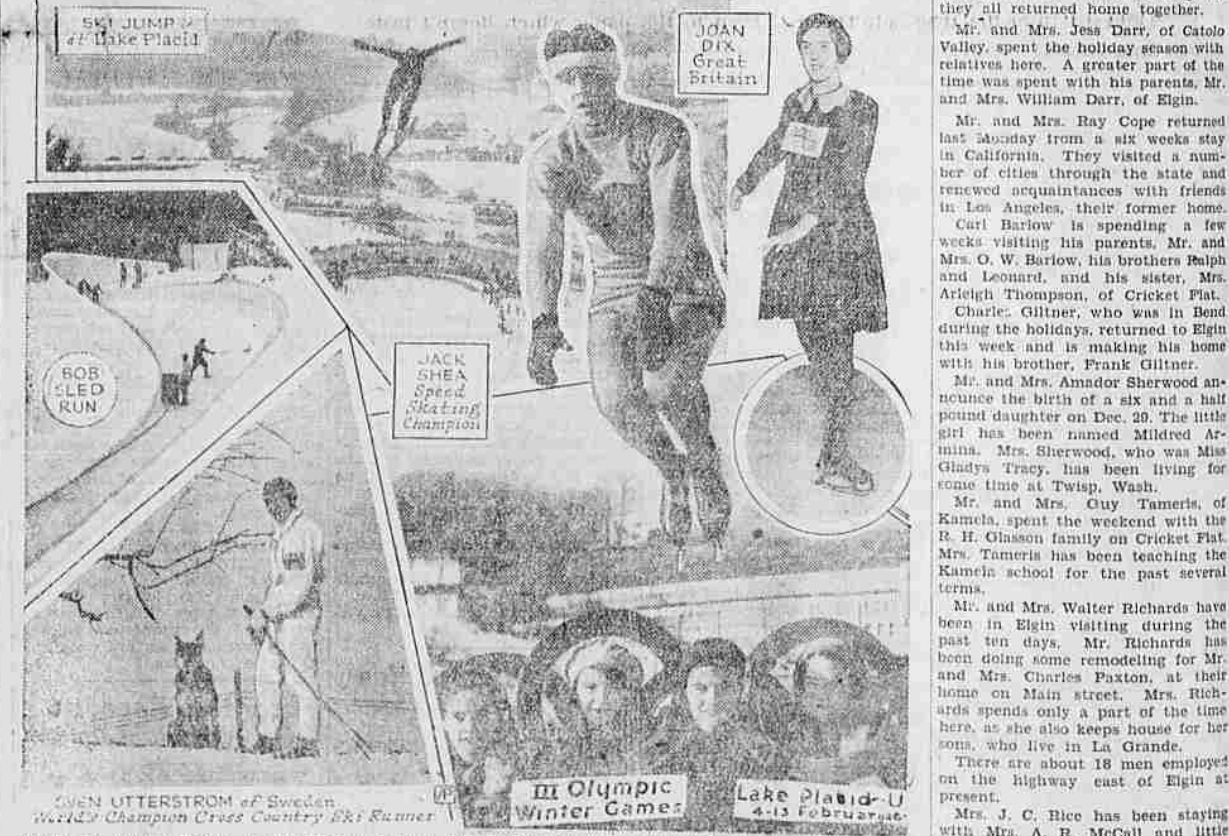 SKI JUMP
at Lake Placid
JOAN
DIX
Great
Britain
BOB
SLED
RUN
JACK
SHEA
Speed
Skating
Champion
SVEN UTTERSTROM of Sweden
World's Champion Cross Country Ski Runner
III Olympic
Winter Games
Lake Placid-U
4-13 February
they all returned home together.
Mr. and Mrs. Jess Darr, of Catolo
Valley, spent the holiday season with
relatives here. A greater part of the
time was spent with his parents, Mr.
and Mrs. William Darr, of Elgin.
Mr. and Mrs. Ray Cope returned
last Monday from a six weeks stay
in California. They visited a num-
ber of cities through the state and
renewed acquaintances with friends
in Los Angeles, their former home.
Carl Barlow is spending a few
weeks visiting his parents, Mr. and
Mrs. O. W. Barlow, his brothers Ralph
and Leonard, and his sister, Mrs.
Arleigh Thompson, of Cricket Flat.
Charles Giltner, who was in Bend
during the holidays, returned to Elgin
this week and is making his home
with his brother, Frank Giltner.
Mr. and Mrs. Amador Sherwood an-
nounce the birth of a six and a half
pound daughter on Dec. 29. The little
girl has been named Mildred Ar-
mina. Mrs. Sherwood, who was Miss
Gladys Tracy, has been living for
some time at Twisp, Wash.
Mr. and Mrs. Guy Tameris, of
Kamela, spent the weekend with the
R. H. Glasson family on Cricket Flat.
Mrs. Tameris has been teaching the
Kamela school for the past several
terms.
Mr. and Mrs. Walter Richards have
been in Elgin visiting during the
past ten days. Mr. Richards has
been doing some remodeling for Mr
and Mrs. Charles Paxton, at their
home on Main street. Mrs. Rich-
ards spends only a part of the time
here, as she also keeps house for her
sons, who live in La Grande.
There are about 18 men employed
on the highway east of Elgin at
present.
Mrs. J. C. Rice has been staying
with Mrs. A. R. McCall and